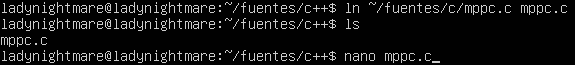 ladynightmare@ladynightmare:~/fuentes/c++$ ln ~/fuentes/c/mppc.c mppc.c
ladynightmare@ladynightmare:~/fuentes/c++$ ls
mppc.c
ladynightmare@ladynightmare:~/fuentes/c++$ nano mppc.c_